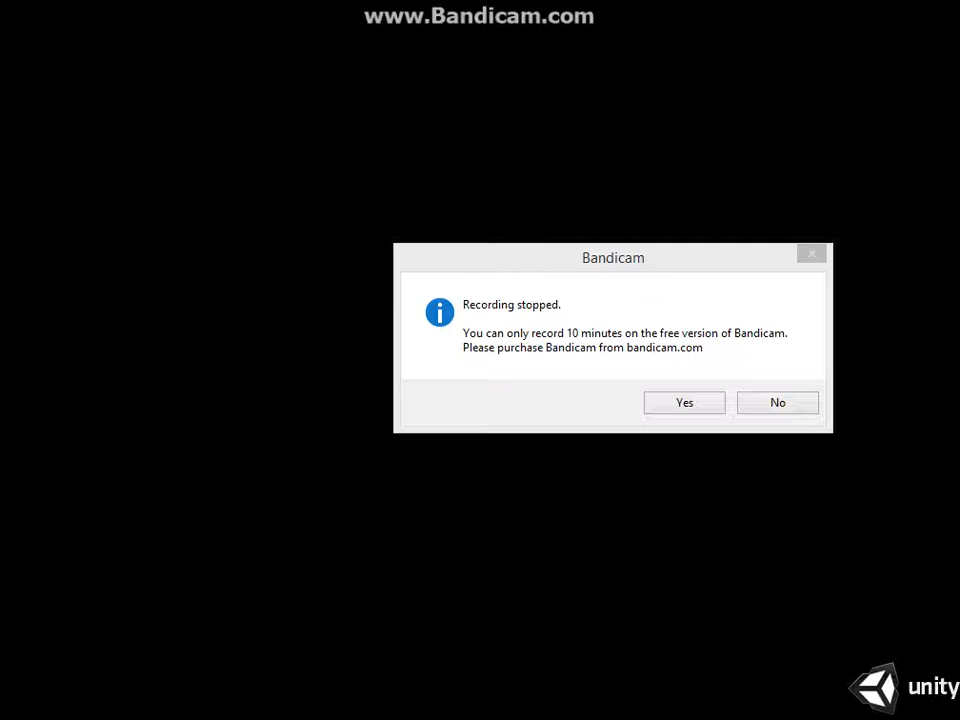 www.Bandicam.com
Bandicam
Recording stopped.
You can only record 10 minutes on the free version of Bandicam.
Please purchase Bandicam from bandicam.com
Yes
No
unity